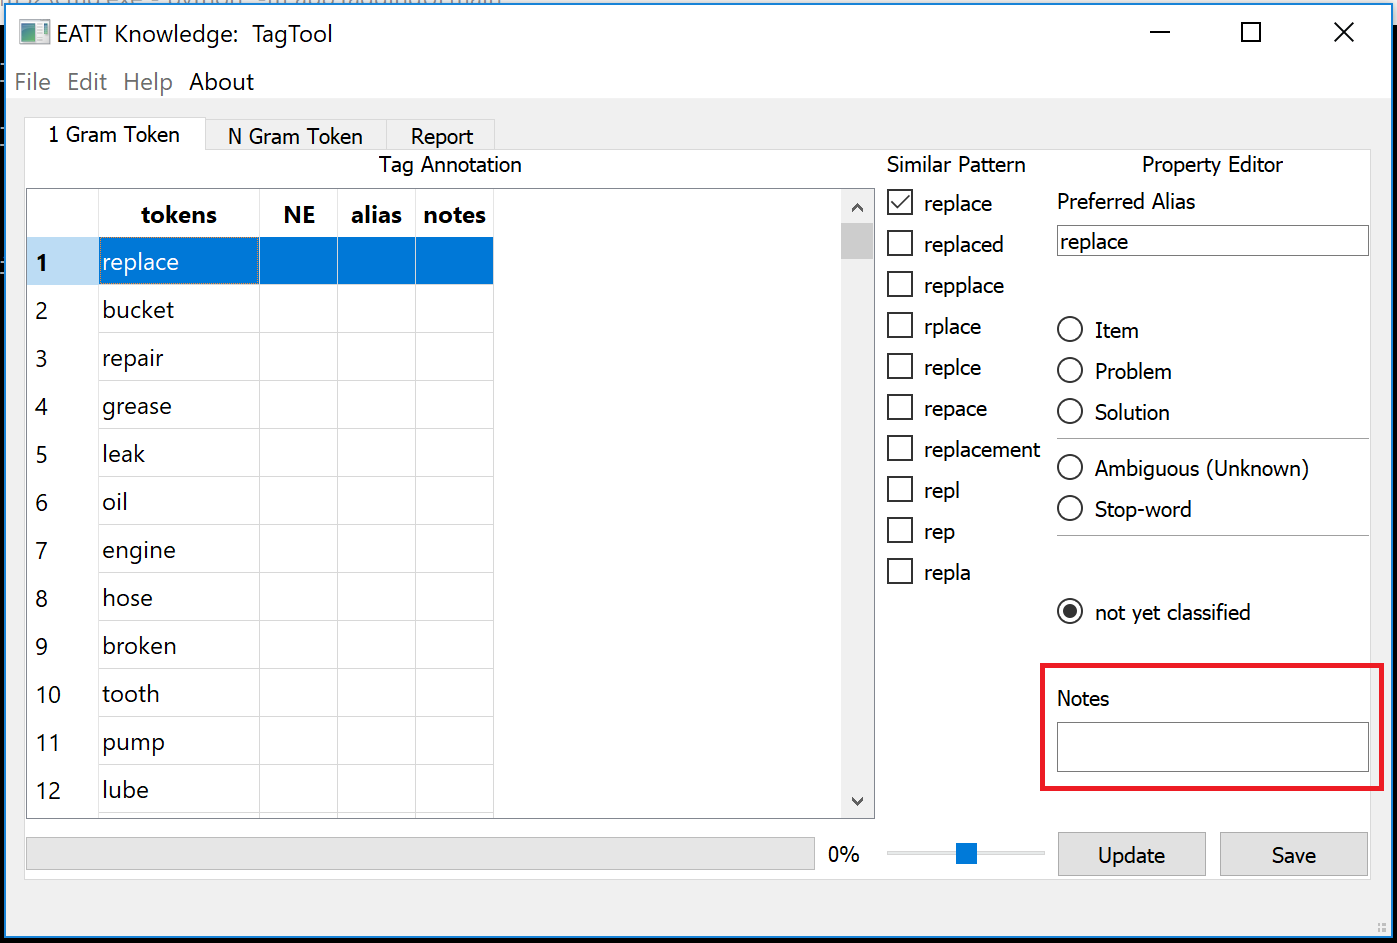 EATT Knowledge: TagTool
File Edit Help About
1 Gram Token N Gram Token Report
Tag Annotation
tokens NE alias notes
1 replace
2 bucket
3 repair
4 grease
5 leak
6 oil
7 engine
8 hose
9 broken
10 tooth
11 pump
12 lube
0%
Similar Pattern
replace
replaced
repplace
rplace
replce
repace
replacement
repl
rep
repla
Property Editor
Preferred Alias
replace
Item
Problem
Solution
Ambiguous (Unknown)
Stop-word
not yet classified
Notes
Update Save